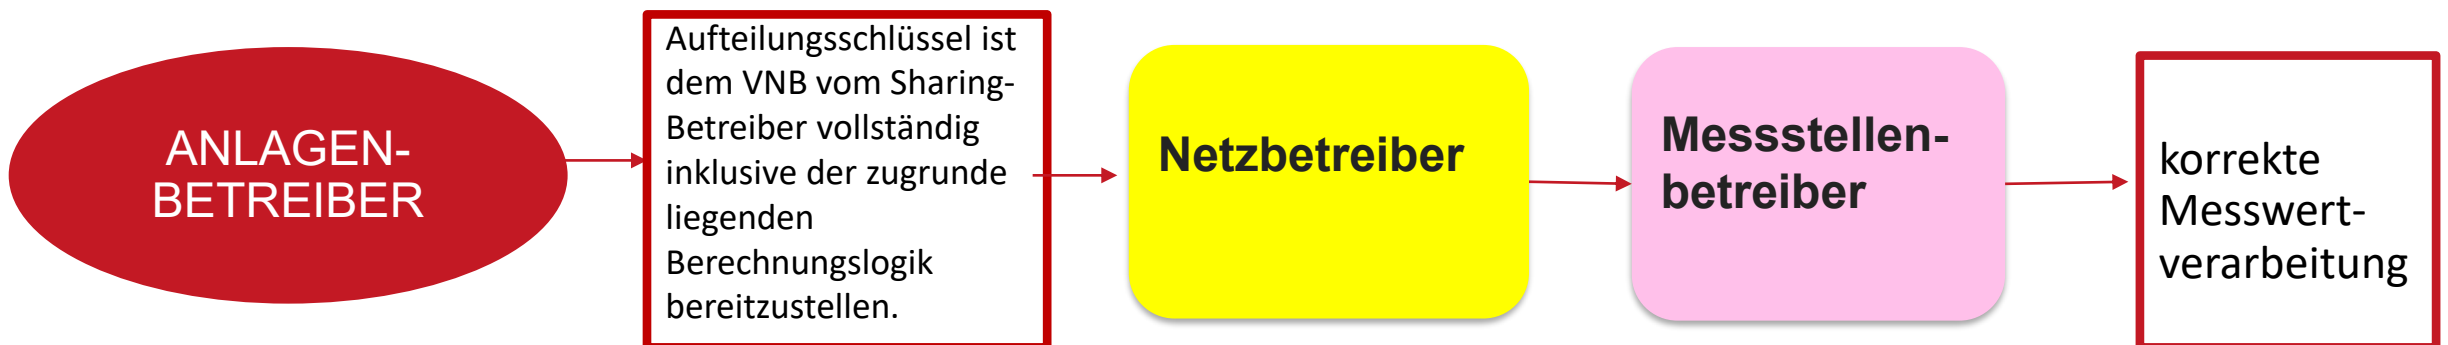 ANLAGEN-
BETREIBER
Aufteilungsschlüssel ist
dem VNB vom Sharing-
Betreiber vollständig
inklusive der zugrunde
liegenden
Berechnungslogik
bereitzustellen.
Netzbetreiber
Messstellen-
betreiber
korrekte
Messwert-
verarbeitung